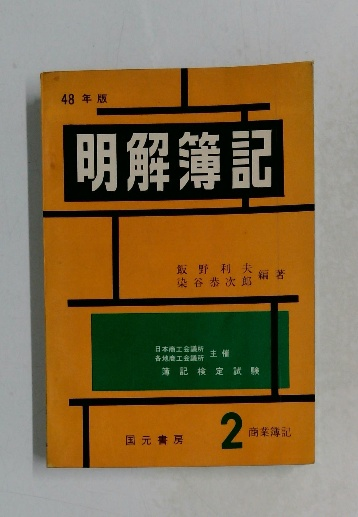 48年版
明解簿記
飯野利夫
染谷恭次郎 編著
日本商工会議所
各地商工会議所 主催
簿記検定試験
国元書房 2 商業簿記